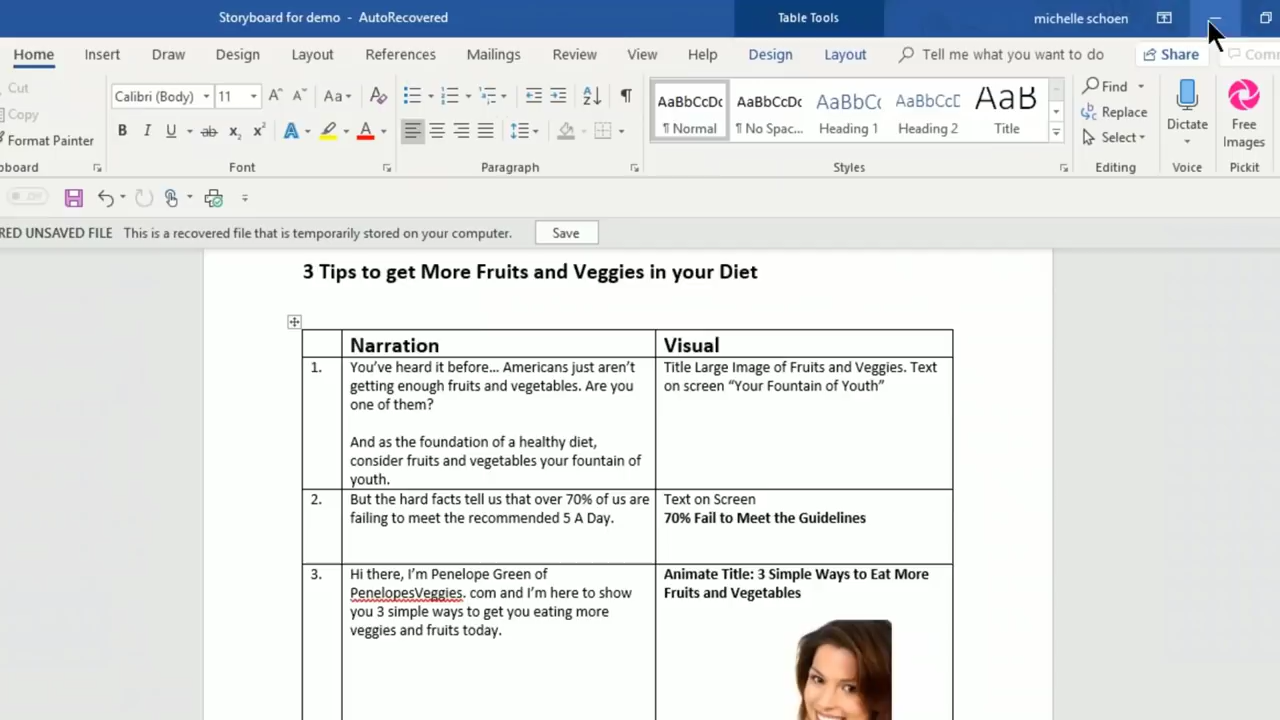 Storyboard for demo - AutoRecovered
Table Tools
michelle schoen
Home Insert Draw Design Layout References Mailings Review View Help Design Layout Tell me what you want to do Share Com
Cut
Copy
Format Painter
board
Calibri (Body) 11
Font
Paragraph
AaBbCcDc AaBbCcDc AaBbCc AaBbCcD AaB
¶ Normal ¶ No Spac... Heading 1 Heading 2 Title
Styles
Find
Replace
Select
Editing
Dictate
Voice
Free
Images
Pickit
Off
RED UNSAVED FILE This is a recovered file that is temporarily stored on your computer. Save
3 Tips to get More Fruits and Veggies in your Diet
Narration Visual
1. You’ve heard it before... Americans just aren’t
getting enough fruits and vegetables. Are you
one of them?
And as the foundation of a healthy diet,
consider fruits and vegetables your fountain of
youth.
Title Large Image of Fruits and Veggies. Text
on screen “Your Fountain of Youth”
2. But the hard facts tell us that over 70% of us are
failing to meet the recommended 5 A Day.
Text on Screen
70% Fail to Meet the Guidelines
3. Hi there, I’m Penelope Green of
PenelopesVeggies. com and I’m here to show
you 3 simple ways to get you eating more
veggies and fruits today.
Animate Title: 3 Simple Ways to Eat More
Fruits and Vegetables